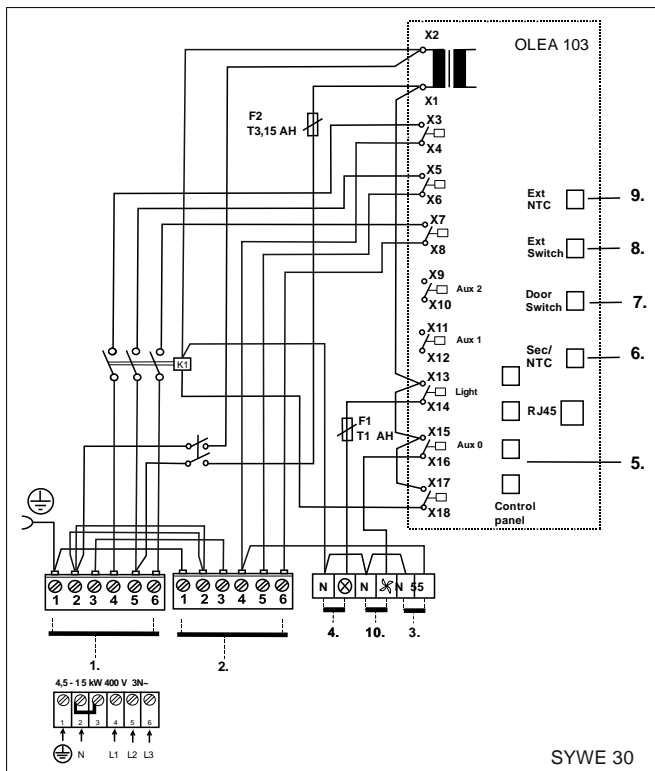 X2
OLEA 103
X1
F2
T3,15 AH
X3
X4
X5
X6
Ext
NTC
9.
X7
X8
Ext
Switch
8.
X9
Aux 2
X10
Door
Switch
7.
X11
Aux 1
X12
Sec/
NTC
6.
K1
X13
Light
X14
RJ45
F1
T1 AH
X15
Aux 0
X16
5.
X17
X18
Control
panel
1 2 3 4 5 6
1 2 3 4 5 6
N N N 55
4. 10. 3.
1. 2.
4,5 - 15 kW 400 V 3N~
1 2 3 4 5 6
N L1 L2 L3
SYWE 30